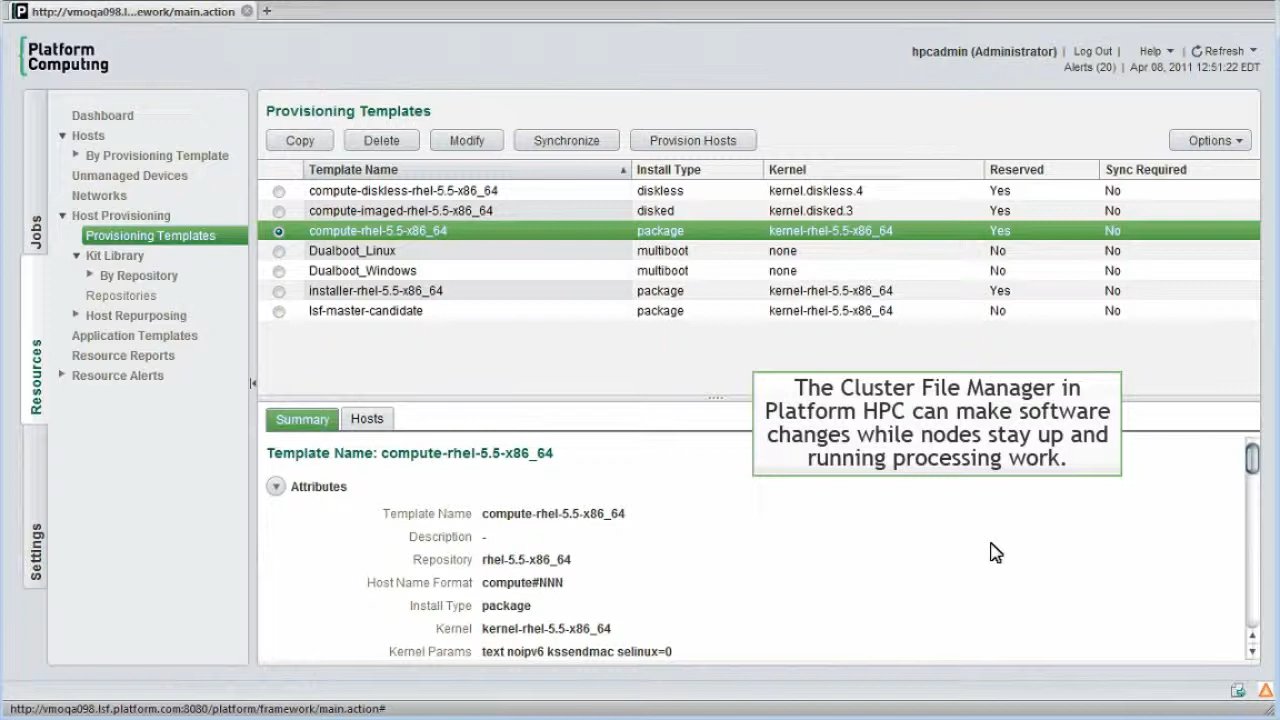 http://vmoqa098.l...ework/main.action
Platform
Computing
hpcadmin (Administrator) | Log Out | Help | Refresh
Alerts (20) | Apr 08, 2011 12:51:22 EDT
Jobs
Resources
Settings
Dashboard
Hosts
By Provisioning Template
Unmanaged Devices
Networks
Host Provisioning
Provisioning Templates
Kit Library
By Repository
Repositories
Host Repurposing
Application Templates
Resource Reports
Resource Alerts
Provisioning Templates
Copy Delete Modify Synchronize Provision Hosts Options
Template Name Install Type Kernel Reserved Sync Required
compute-diskless-rhel-5.5-x86_64 diskless kernel.diskless.4 Yes No
compute-imaged-rhel-5.5-x86_64 disked kernel.disked.3 Yes No
compute-rhel-5.5-x86_64 package kernel-rhel-5.5-x86_64 Yes No
Dualboot_Linux multiboot none No No
Dualboot_Windows multiboot none No No
installer-rhel-5.5-x86_64 package kernel-rhel-5.5-x86_64 Yes No
lsf-master-candidate package kernel-rhel-5.5-x86_64 No No
The Cluster File Manager in
Platform HPC can make software
changes while nodes stay up and
running processing work.
Summary Hosts
Template Name: compute-rhel-5.5-x86_64
Attributes
Template Name compute-rhel-5.5-x86_64
Description -
Repository rhel-5.5-x86_64
Host Name Format compute#NNN
Install Type package
Kernel kernel-rhel-5.5-x86_64
Kernel Params text noipv6 kssendmac selinux=0
http://vmoqa098.lsf.platform.com:8080/platform/framework/main.action#